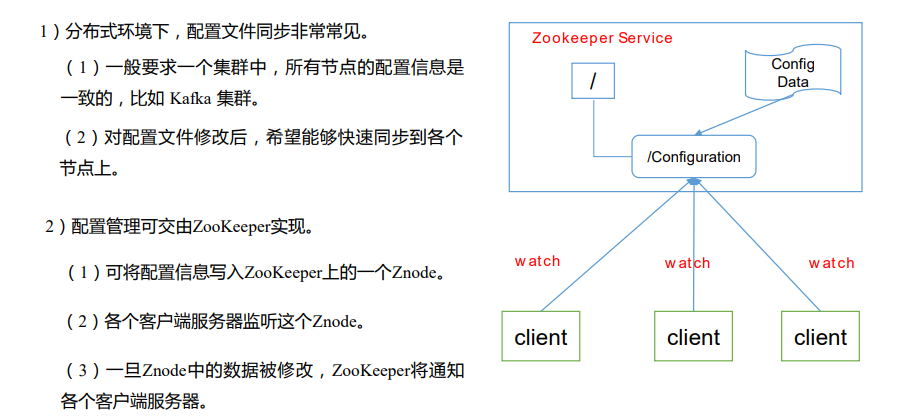 1）分布式环境下，配置文件同步非常常见。
（1）一般要求一个集群中，所有节点的配置信息是
一致的，比如 Kafka 集群。
（2）对配置文件修改后，希望能够快速同步到各个
节点上。
2）配置管理可交由ZooKeeper实现。
（1）可将配置信息写入ZooKeeper上的一个Znode。
（2）各个客户端服务器监听这个Znode。
（3）一旦Znode中的数据被修改，ZooKeeper将通知
各个客户端服务器。
Zookeeper Service
/
Config
Data
/Configuration
watch
watch
watch
client
client
client